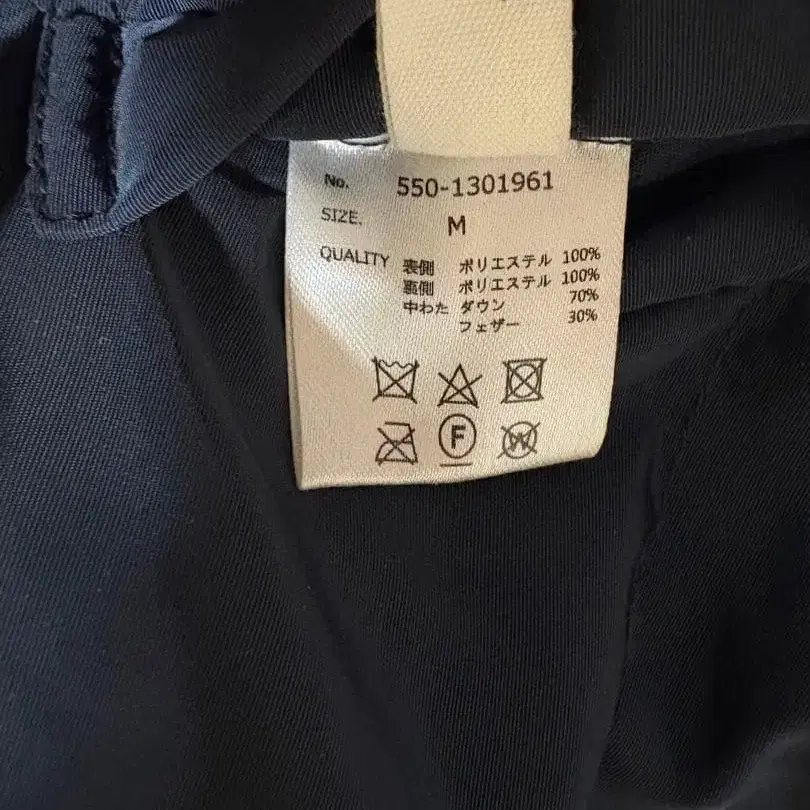 No. 550-1301961
SIZE. M
QUALITY 表側 ポリエステル 100%
裏側 ポリエステル 100%
中わた ダウン 70%
フェザー 30%
F
W